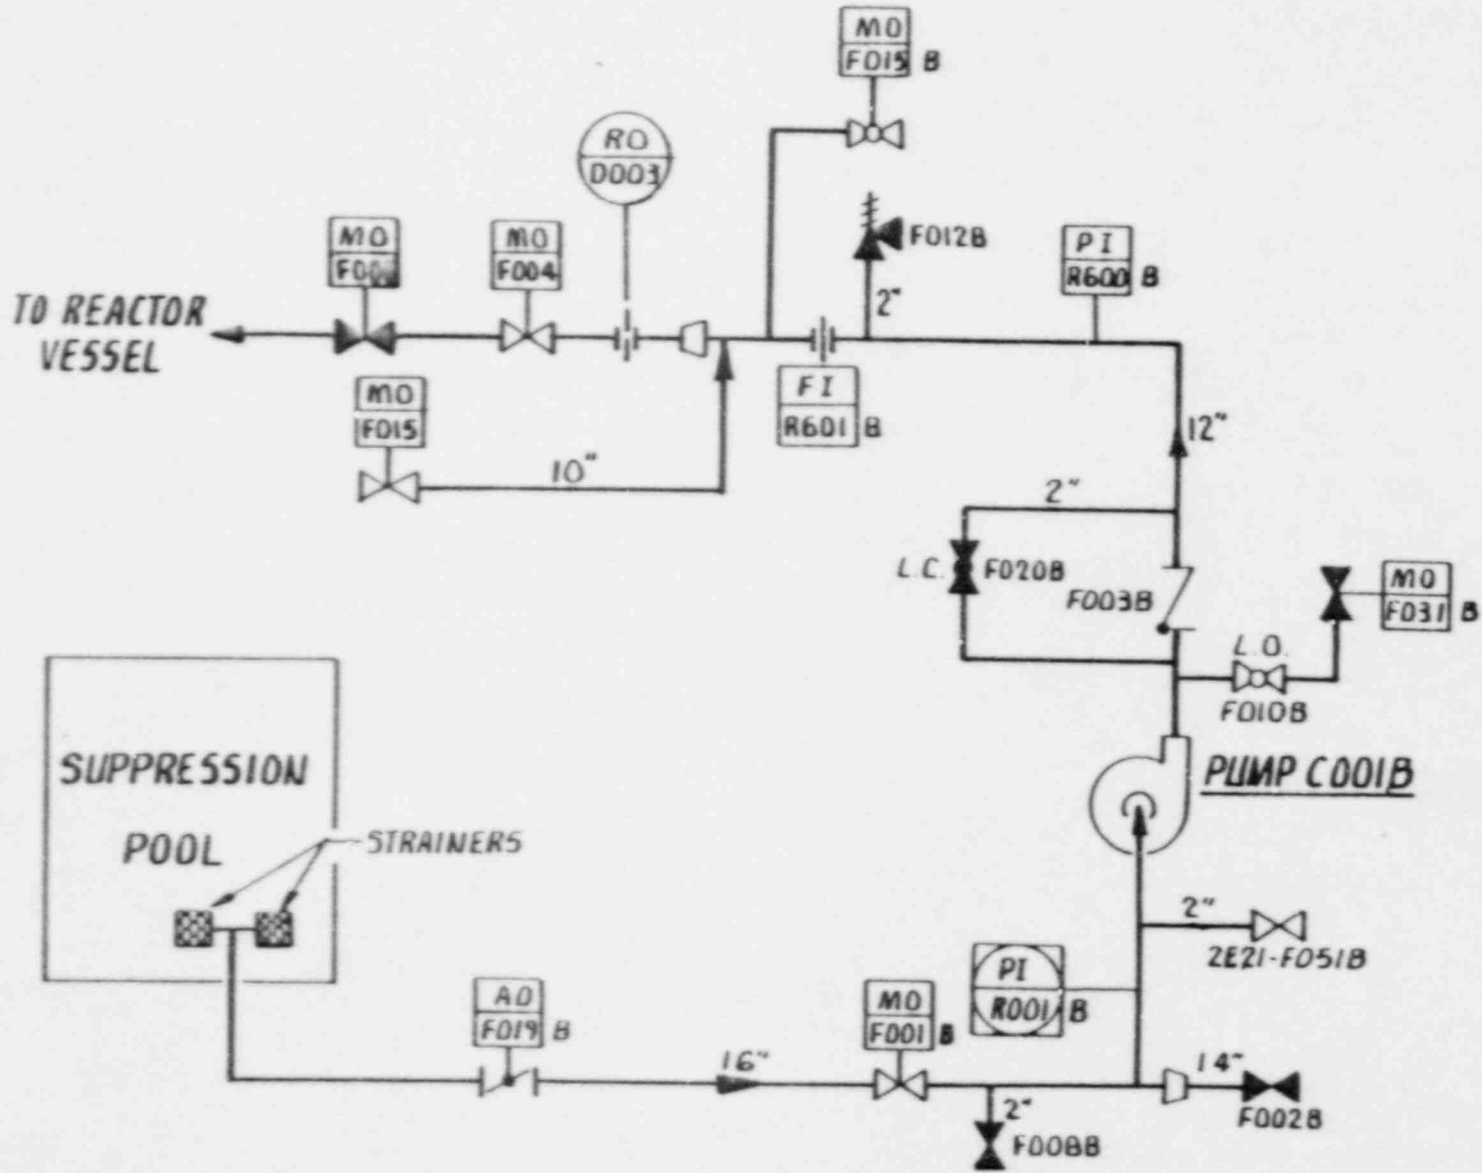 MO
F015 B
RO
D003
MO
MO
F004
F012B
PI
R600 B
2"
TO REACTOR
VESSEL
MO
F015
FI
R601 B
10"
12"
2"
L.C.
F020B
F003B
MO
F031 B
L.O.
F010B
SUPPRESSION
POOL
STRAINERS
PUMP C001B
2"
2E21-F051B
PI
R001 B
AO
F019 B
MO
F001 B
16"
14"
2"
F002B
F008B